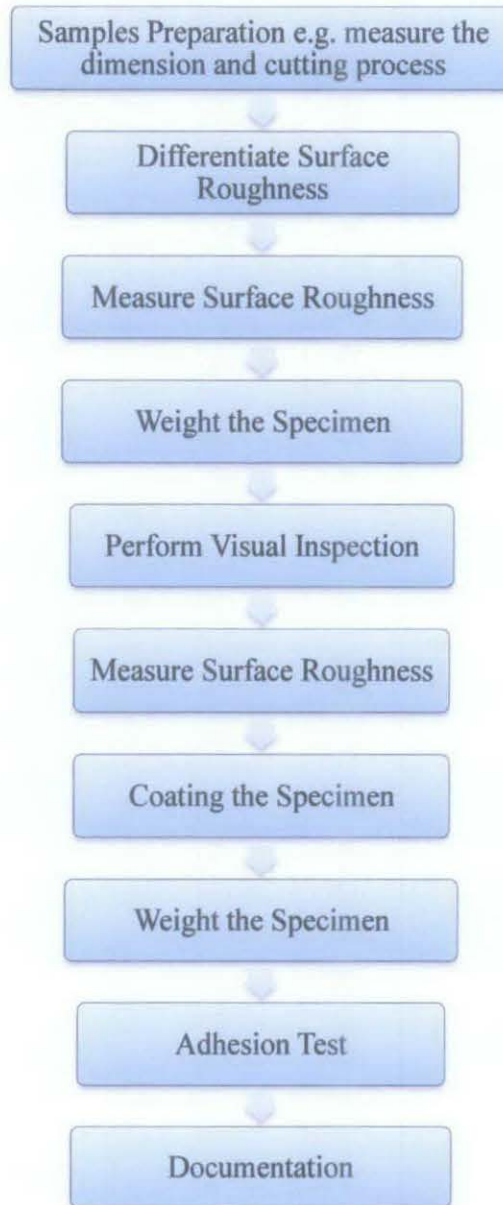 Samples Preparation e.g. measure the
dimension and cutting process
Differentiate Surface
Roughness
Measure Surface Roughness
Weight the Specimen
Perform Visual Inspection
Measure Surface Roughness
Coating the Specimen
Weight the Specimen
Adhesion Test
Documentation